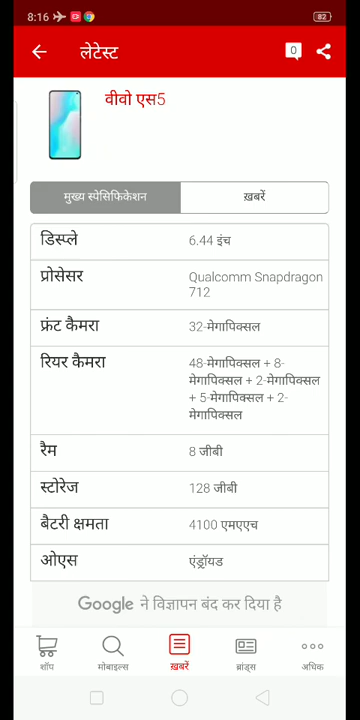 8:16
82
लेटेस्ट
0
वीवो एस5
मुख्य स्पेसिफिकेशन
ख़बरें
डिस्प्ले
6.44 इंच
प्रोसेसर
Qualcomm Snapdragon
712
फ्रंट कैमरा
32-मेगापिक्सल
रियर कैमरा
48-मेगापिक्सल + 8-
मेगापिक्सल + 2-मेगापिक्सल
+ 5-मेगापिक्सल + 2-
मेगापिक्सल
रैम
8 जीबी
स्टोरेज
128 जीबी
बैटरी क्षमता
4100 एमएएच
ओएस
एंड्रॉयड
Google ने विज्ञापन बंद कर दिया है
शॉप
मोबाइल्स
ख़बरें
ब्रांड्स
अधिक